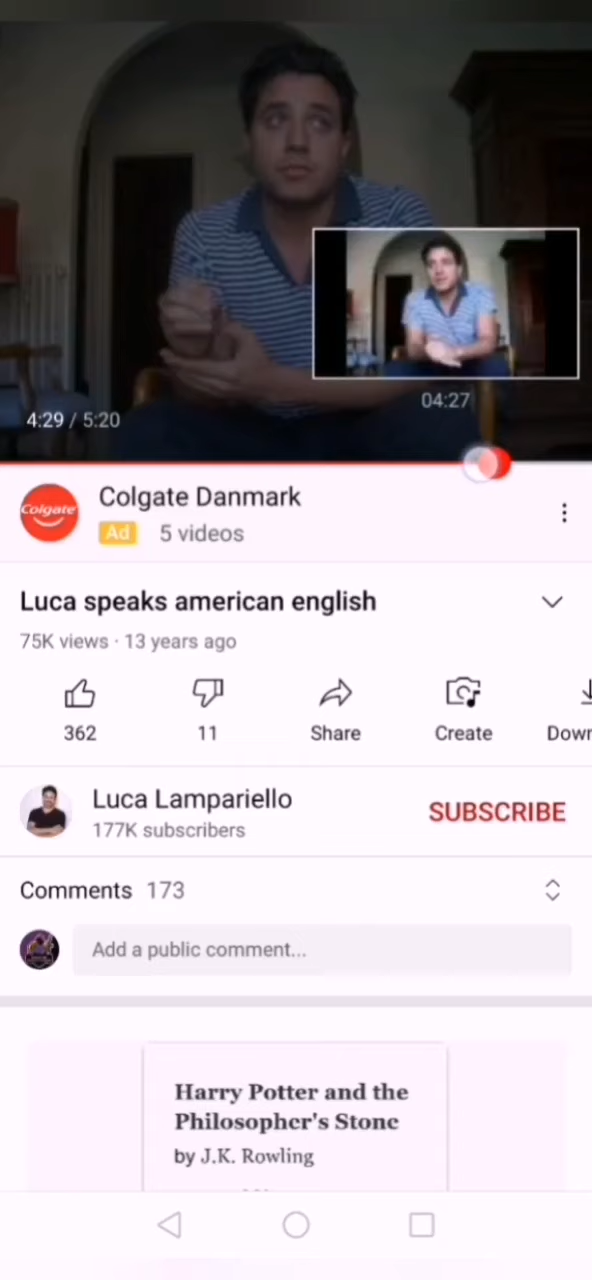 04:27
4:29 / 5:20
Colgate
Colgate Danmark
Ad 5 videos
Luca speaks american english
75K views · 13 years ago
362
11
Share
Create
Down
Luca Lampariello
177K subscribers
SUBSCRIBE
Comments 173
Add a public comment...
Harry Potter and the
Philosopher's Stone
by J.K. Rowling